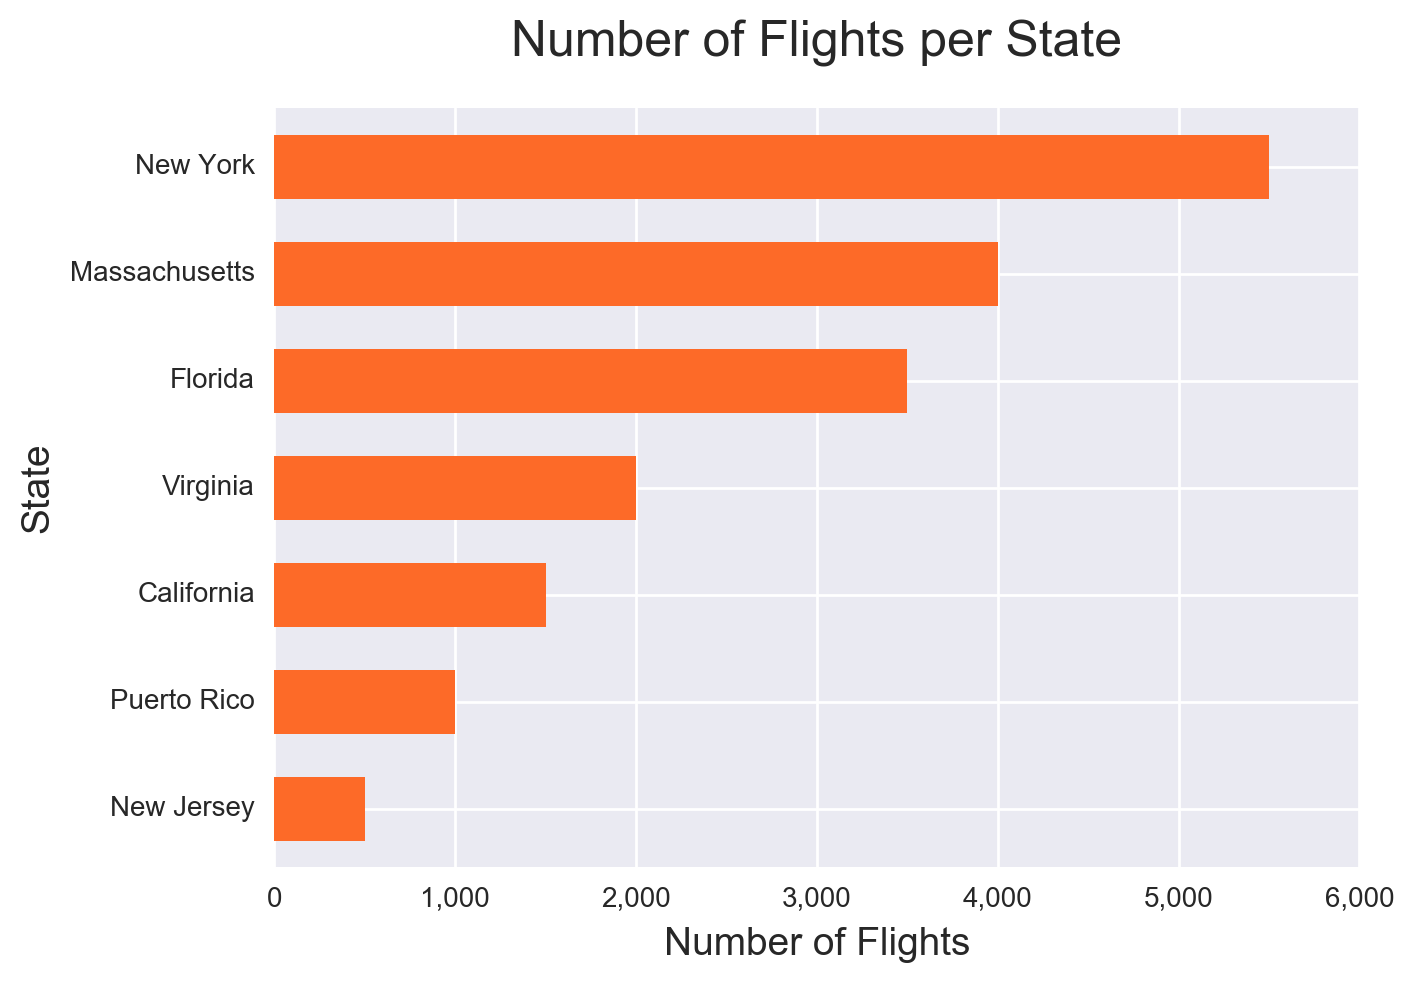 Number of Flights per State
New York
Massachusetts
Florida
Virginia
California
Puerto Rico
New Jersey
State
0 1,000 2,000 3,000 4,000 5,000 6,000
Number of Flights